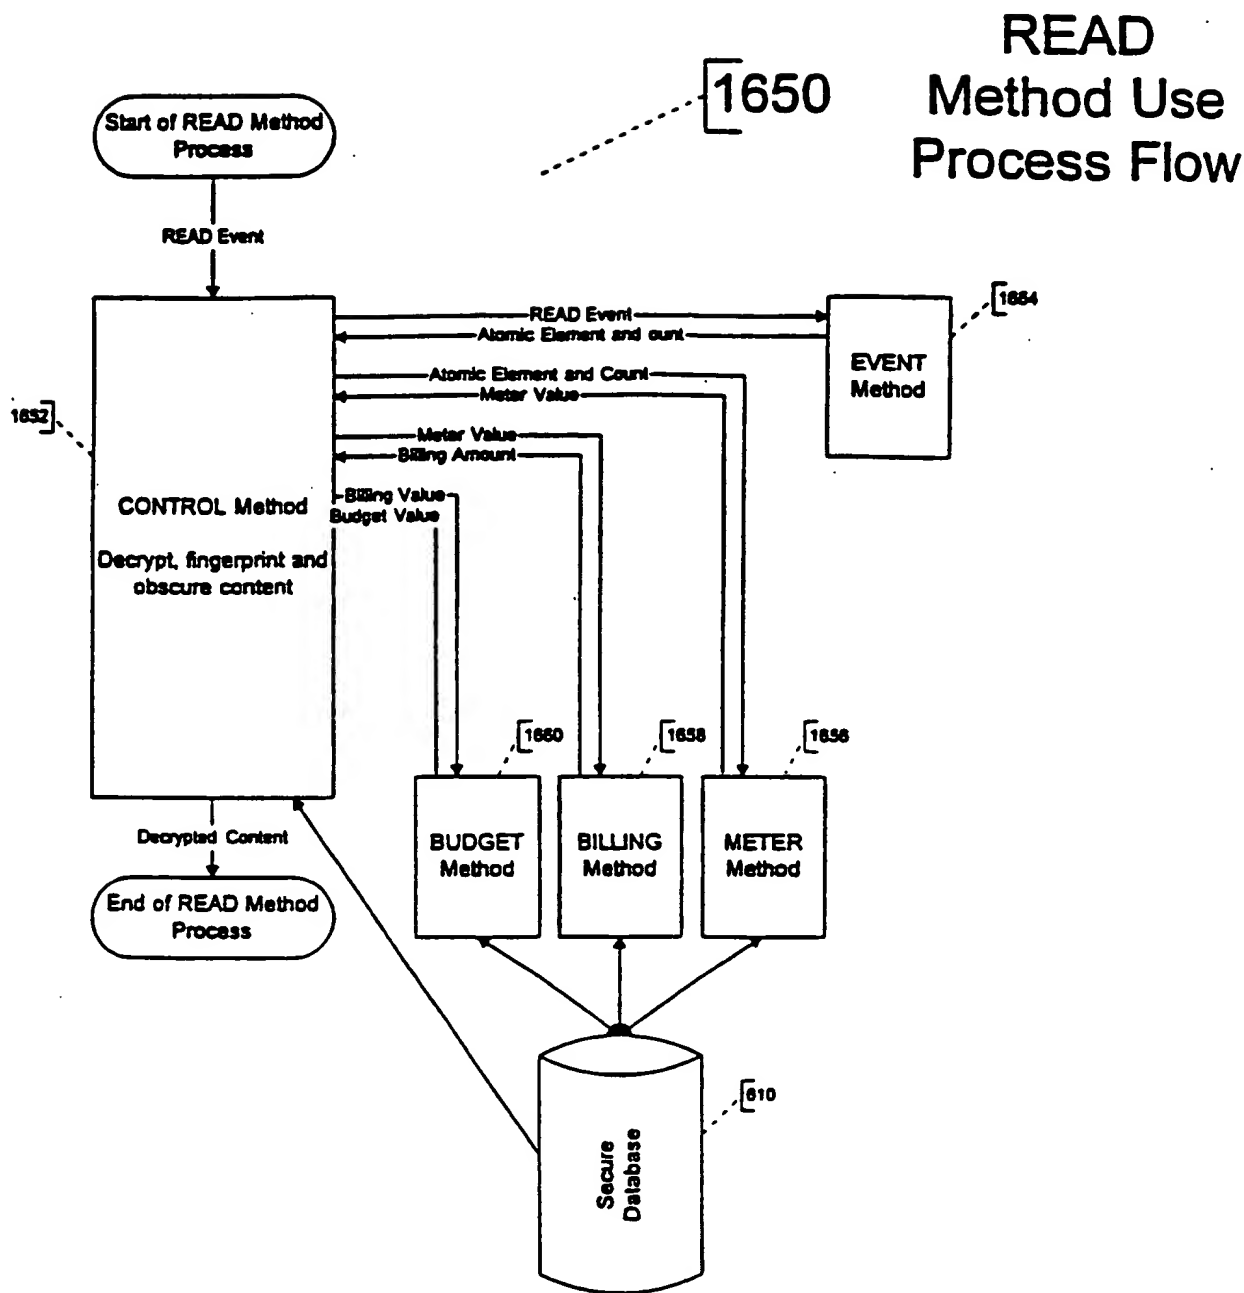 READ
Method Use
Process Flow
1650
Start of READ Method
Process
READ Event
READ Event
Atomic Element and ount
1664
EVENT
Method
Atomic Element and Count
Meter Value
1652
Meter Value
Billing Amount
Billing Value
Budget Value
CONTROL Method
Decrypt, fingerprint and
obscure content
1660
1658
1656
BUDGET
Method
BILLING
Method
METER
Method
Decrypted Content
End of READ Method
Process
610
Secure
Database